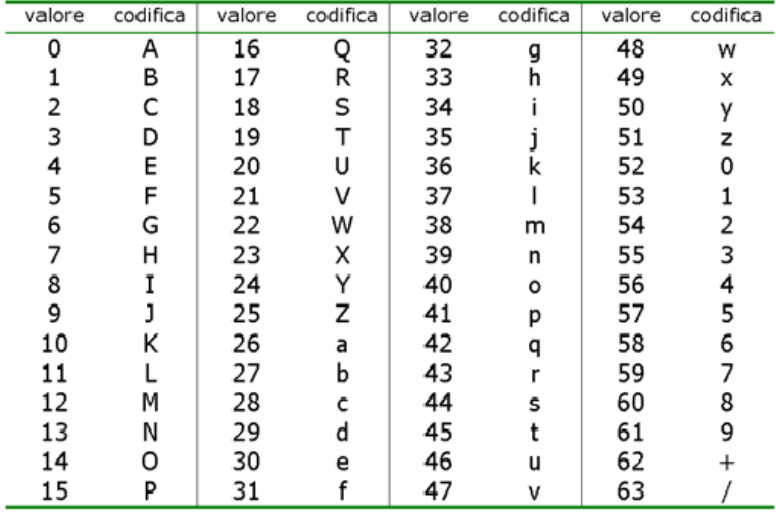 valore codifica valore codifica valore codifica valore codifica
0 A 16 Q 32 g 48 w
1 B 17 R 33 h 49 x
2 C 18 S 34 i 50 y
3 D 19 T 35 j 51 z
4 E 20 U 36 k 52 0
5 F 21 V 37 l 53 1
6 G 22 W 38 m 54 2
7 H 23 X 39 n 55 3
8 I 24 Y 40 o 56 4
9 J 25 Z 41 p 57 5
10 K 26 a 42 q 58 6
11 L 27 b 43 r 59 7
12 M 28 c 44 s 60 8
13 N 29 d 45 t 61 9
14 O 30 e 46 u 62 +
15 P 31 f 47 v 63 /